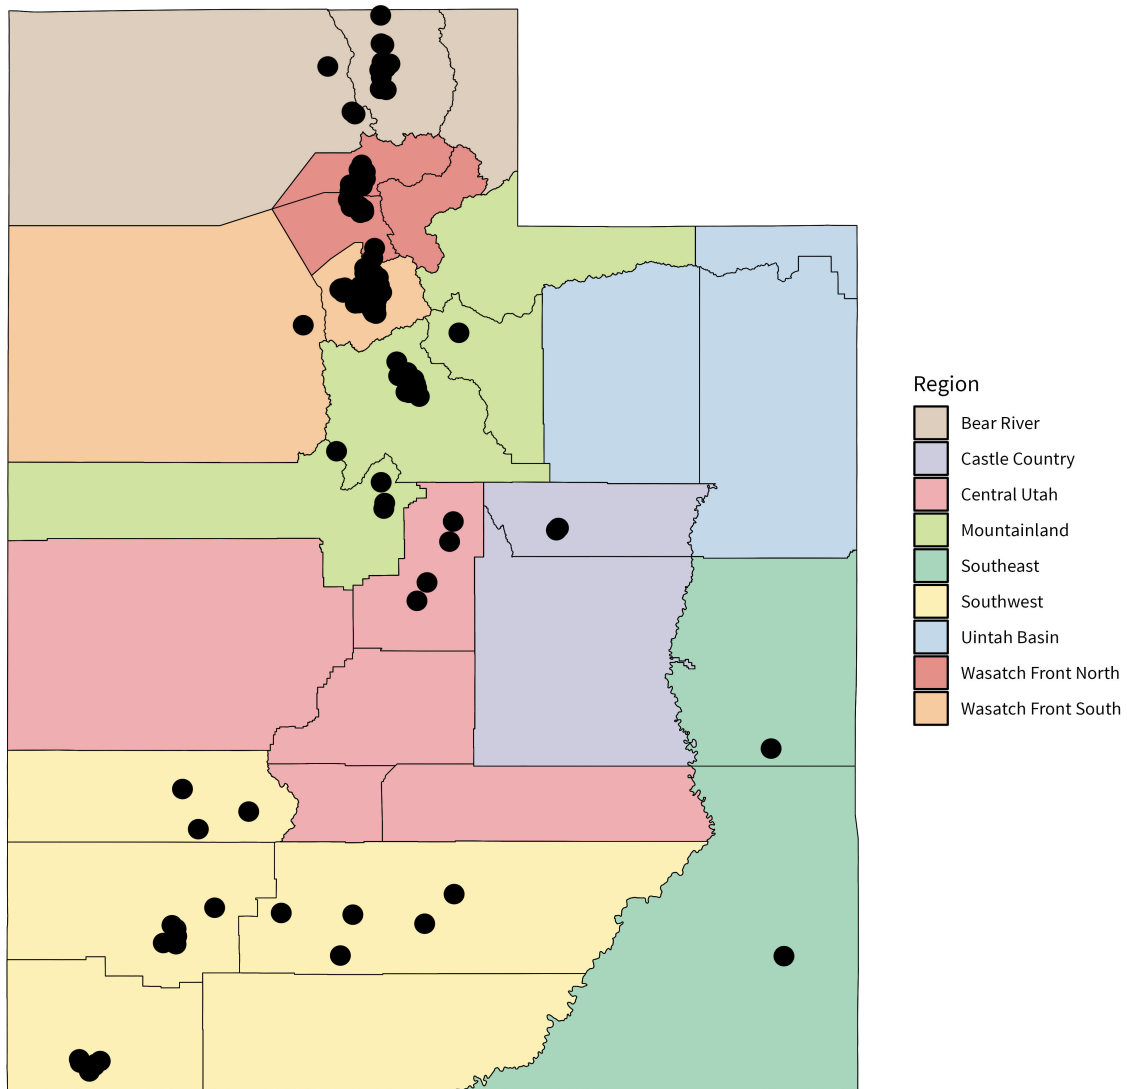 Region
Bear River
Castle Country
Central Utah
Mountainland
Southeast
Southwest
Uintah Basin
Wasatch Front North
Wasatch Front South